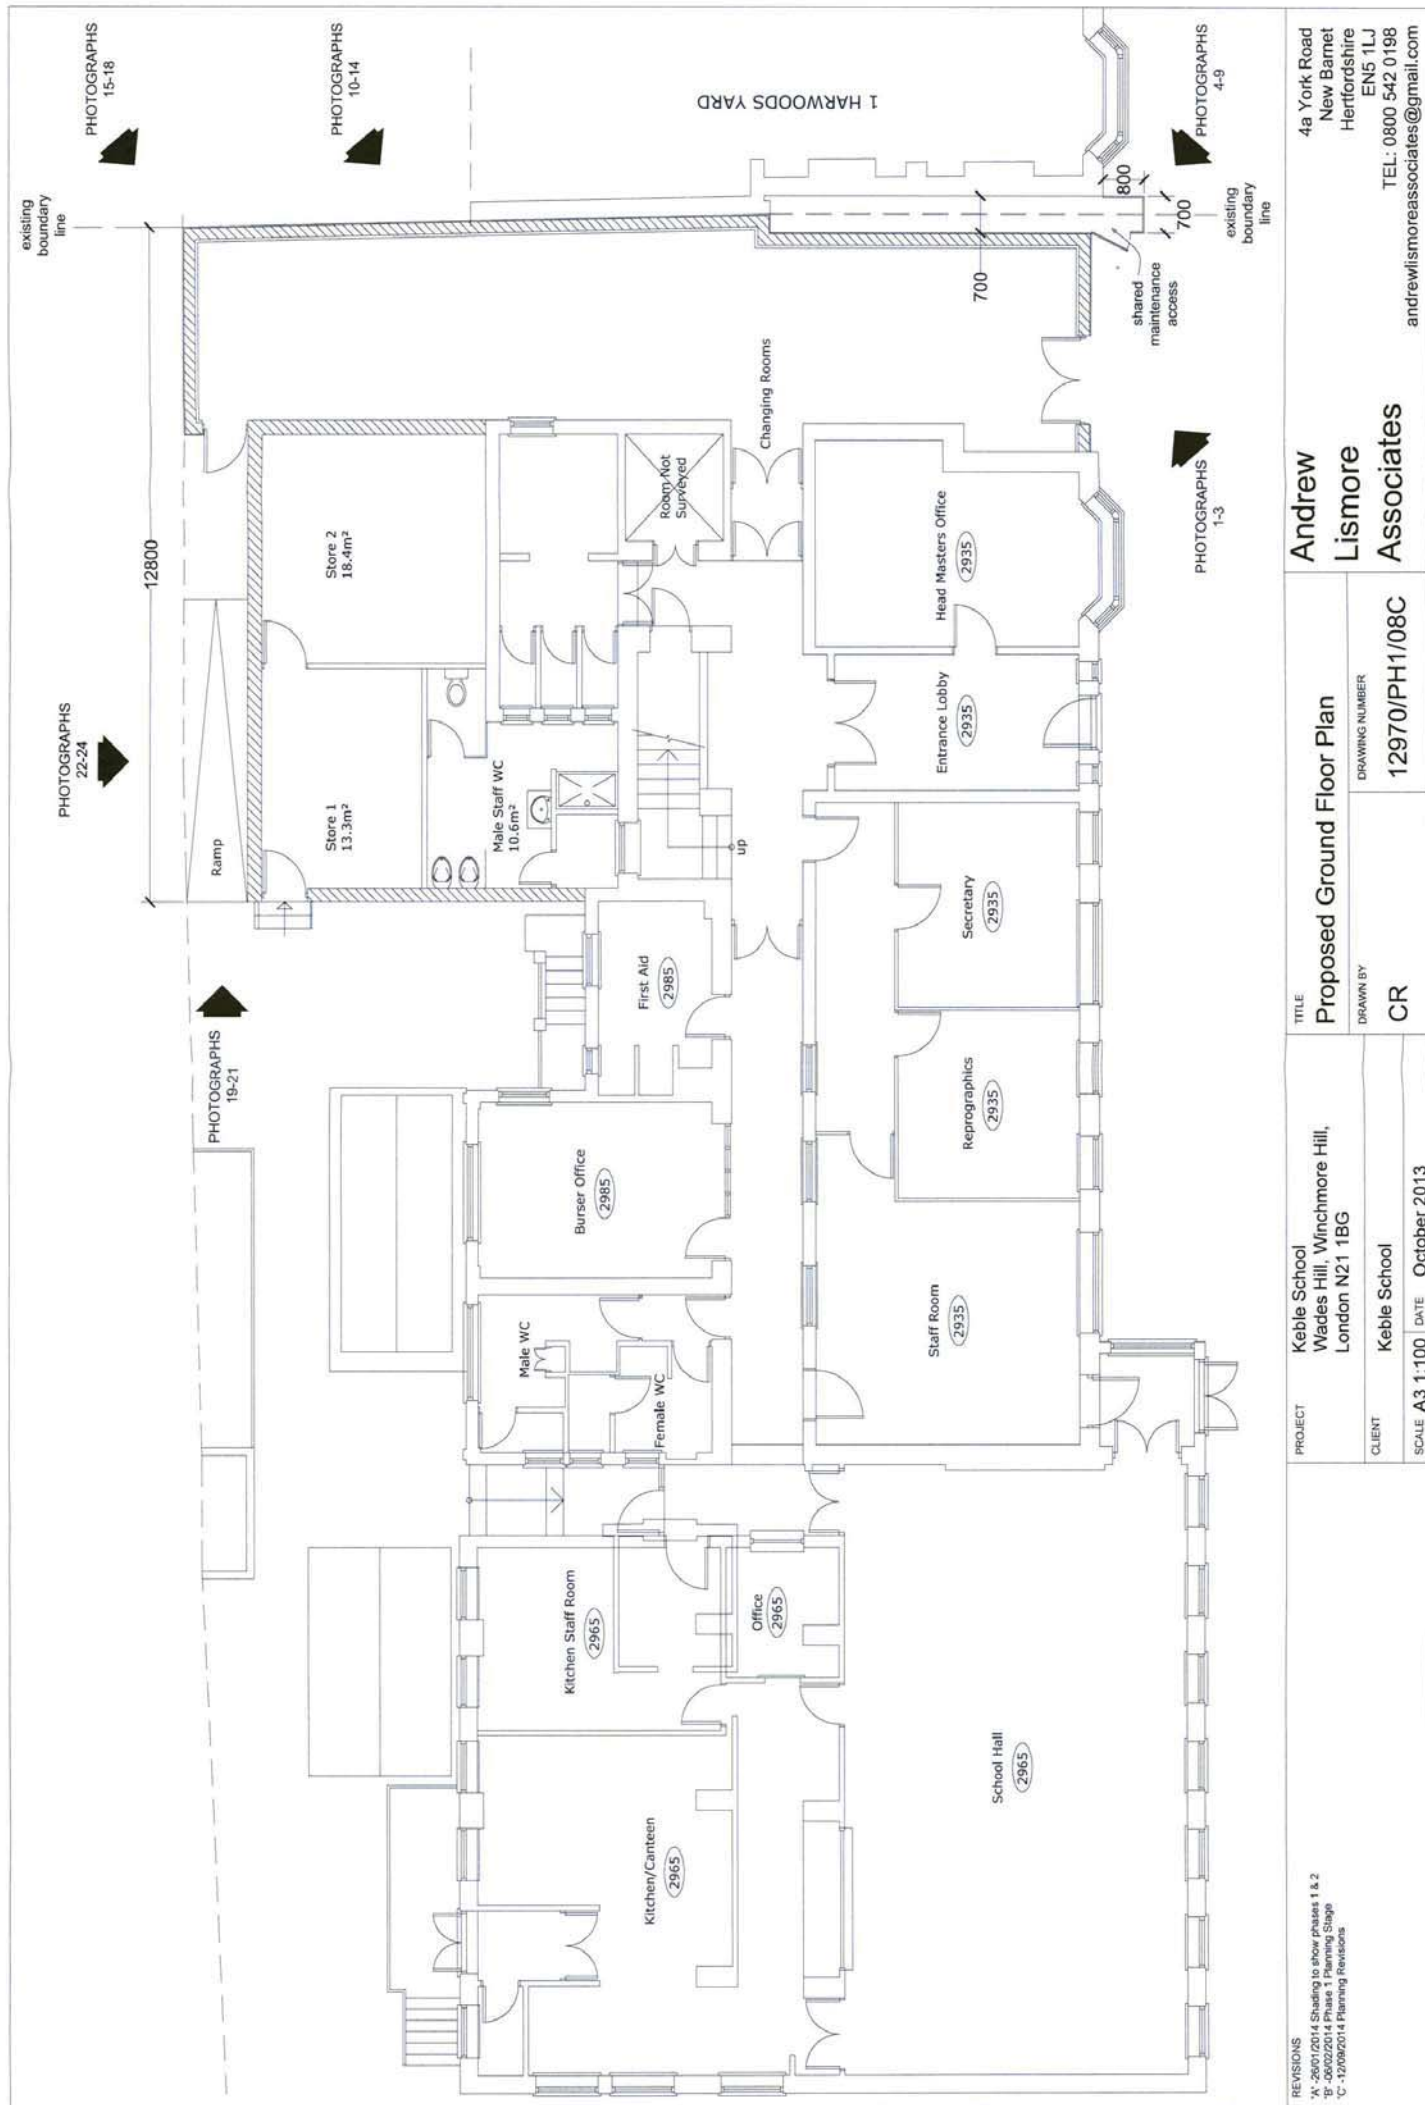 PHOTOGRAPHS
15-18
PHOTOGRAPHS
10-14
PHOTOGRAPHS
22-24
PHOTOGRAPHS
19-21
PHOTOGRAPHS
4-9
PHOTOGRAPHS
1-3
existing
boundary
line
existing
boundary
line
12800
1 HARWOODS YARD
800
700
700
shared
maintenance
access
Ramp
Store 1
13.3m²
Store 2
18.4m²
Male Staff WC
10.6m²
Room Not
Surveyed
Changing Rooms
up
First Aid
2985
Burser Office
2985
Male WC
Female WC
Kitchen Staff Room
2965
Office
2965
Kitchen/Canteen
2965
School Hall
2965
Staff Room
2935
Reprographics
2935
Secretary
2935
Entrance Lobby
2935
Head Masters Office
2935
REVISIONS
'A' -26/01/2014 Shading to show phases 1 & 2
'B' -06/02/2014 Phase 1 Planning Stage
'C' -12/09/2014 Planning Revisions
PROJECT
Keble School
Wades Hill, Winchmore Hill,
London N21 1BG
CLIENT
Keble School
SCALE A3 1:100 DATE October 2013
TITLE
Proposed Ground Floor Plan
DRAWN BY
CR
DRAWING NUMBER
12970/PH1/08C
Andrew
Lismore
Associates
4a York Road
New Barnet
Hertfordshire
EN5 1LJ
TEL: 0800 542 0198
andrewlismoreassociates@gmail.com